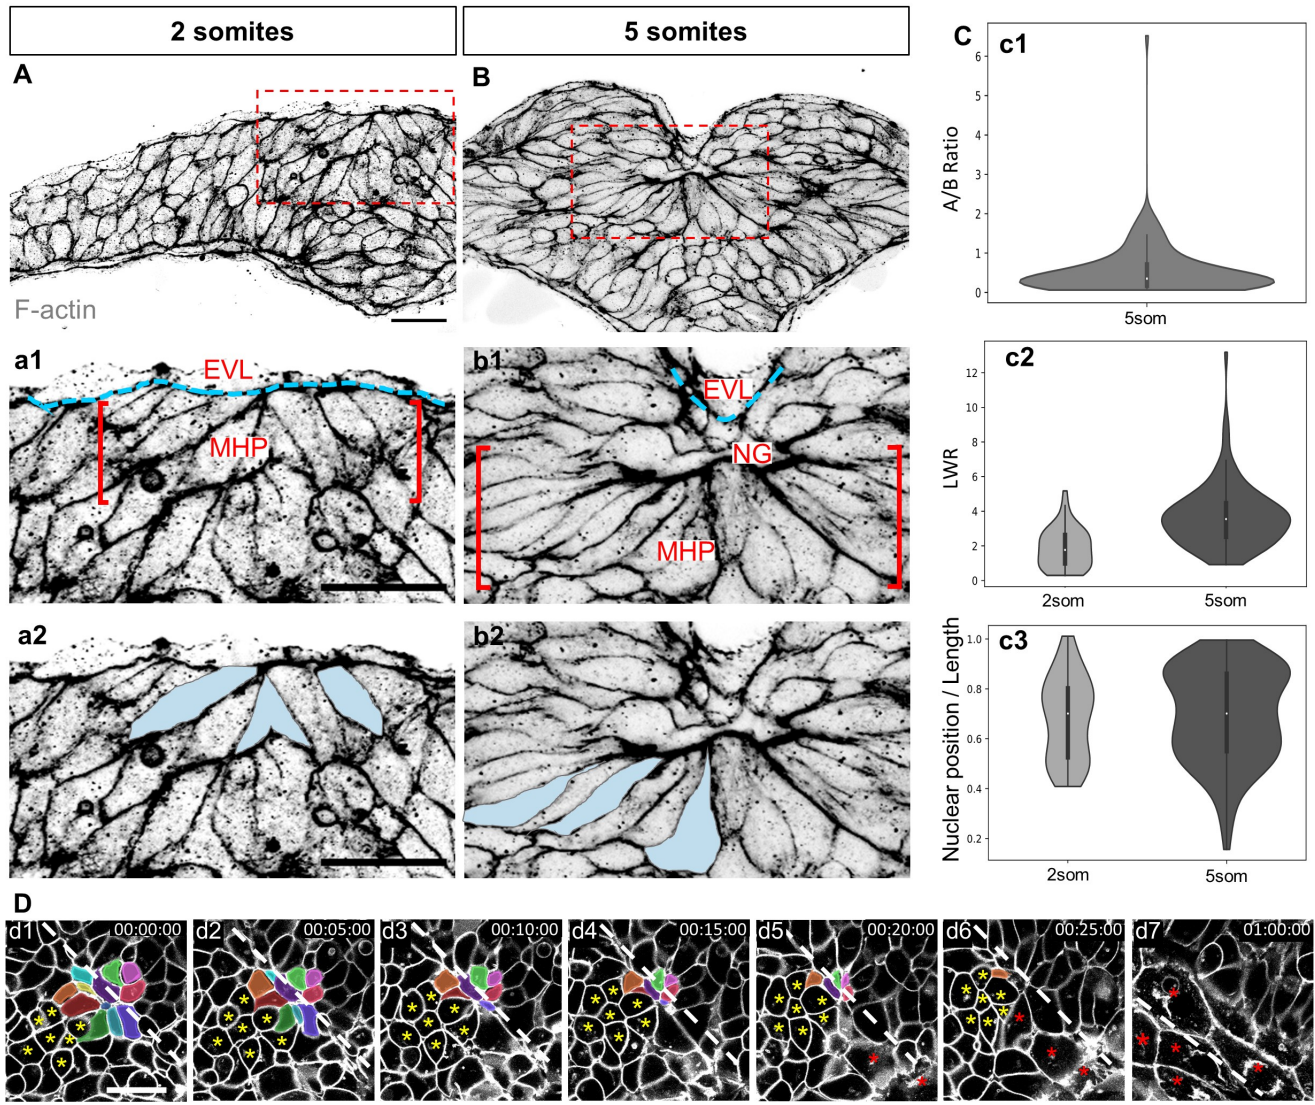 2 somites
5 somites
A
B
F-actin
a1
EVL
MHP
b1
EVL
NG
MHP
a2
b2
C
c1
A/B Ratio
6
5
4
3
2
1
0
5som
c2
LWR
12
10
8
6
4
2
0
2som
5som
c3
Nuclear position / Length
1.0
0.8
0.6
0.4
0.2
2som
5som
D
d1
00:00:00
d2
00:05:00
d3
00:10:00
d4
00:15:00
d5
00:20:00
d6
00:25:00
d7
01:00:00